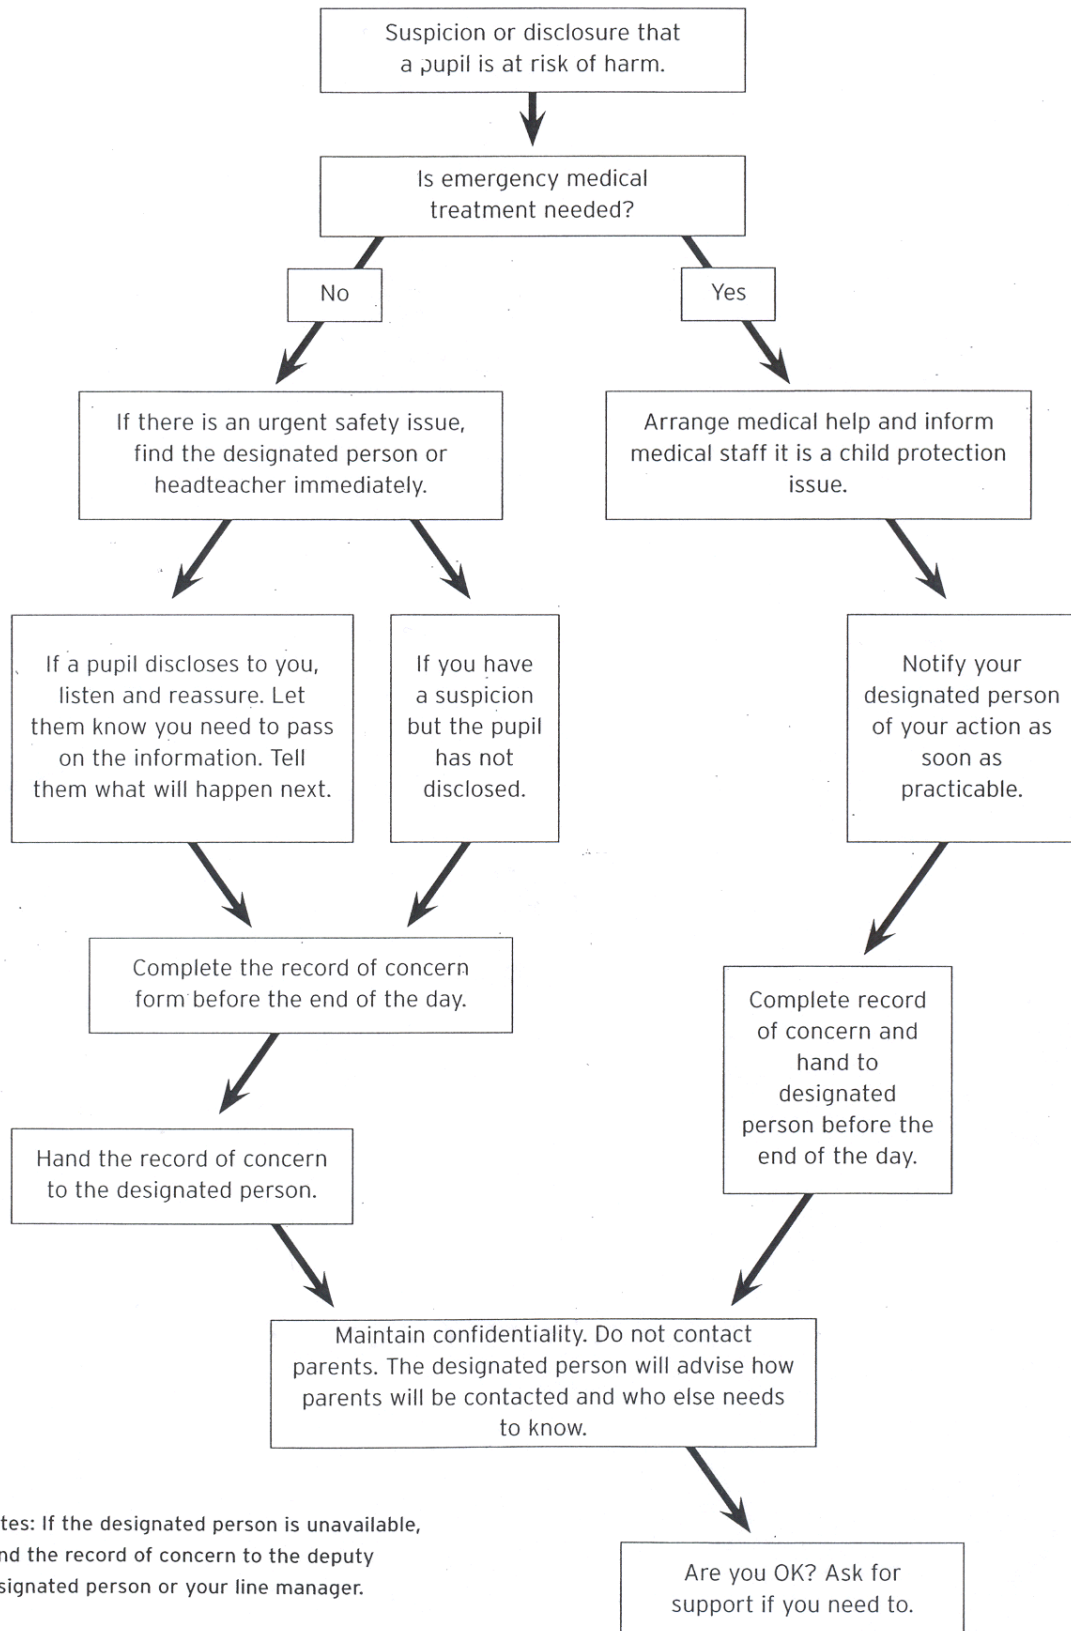 Suspicion or disclosure that
a pupil is at risk of harm.
Is emergency medical
treatment needed?
No
Yes
If there is an urgent safety issue,
find the designated person or
headteacher immediately.
Arrange medical help and inform
medical staff it is a child protection
issue.
If a pupil discloses to you,
listen and reassure. Let
them know you need to pass
on the information. Tell
them what will happen next.
If you have
a suspicion
but the pupil
has not
disclosed.
Notify your
designated person
of your action as
soon as
practicable.
Complete the record of concern
form before the end of the day.
Complete record
of concern and
hand to
designated
person before the
end of the day.
Hand the record of concern
to the designated person.
Maintain confidentiality. Do not contact
parents. The designated person will advise how
parents will be contacted and who else needs
to know.
tes: If the designated person is unavailable,
nd the record of concern to the deputy
signated person or your line manager.
Are you OK? Ask for
support if you need to.